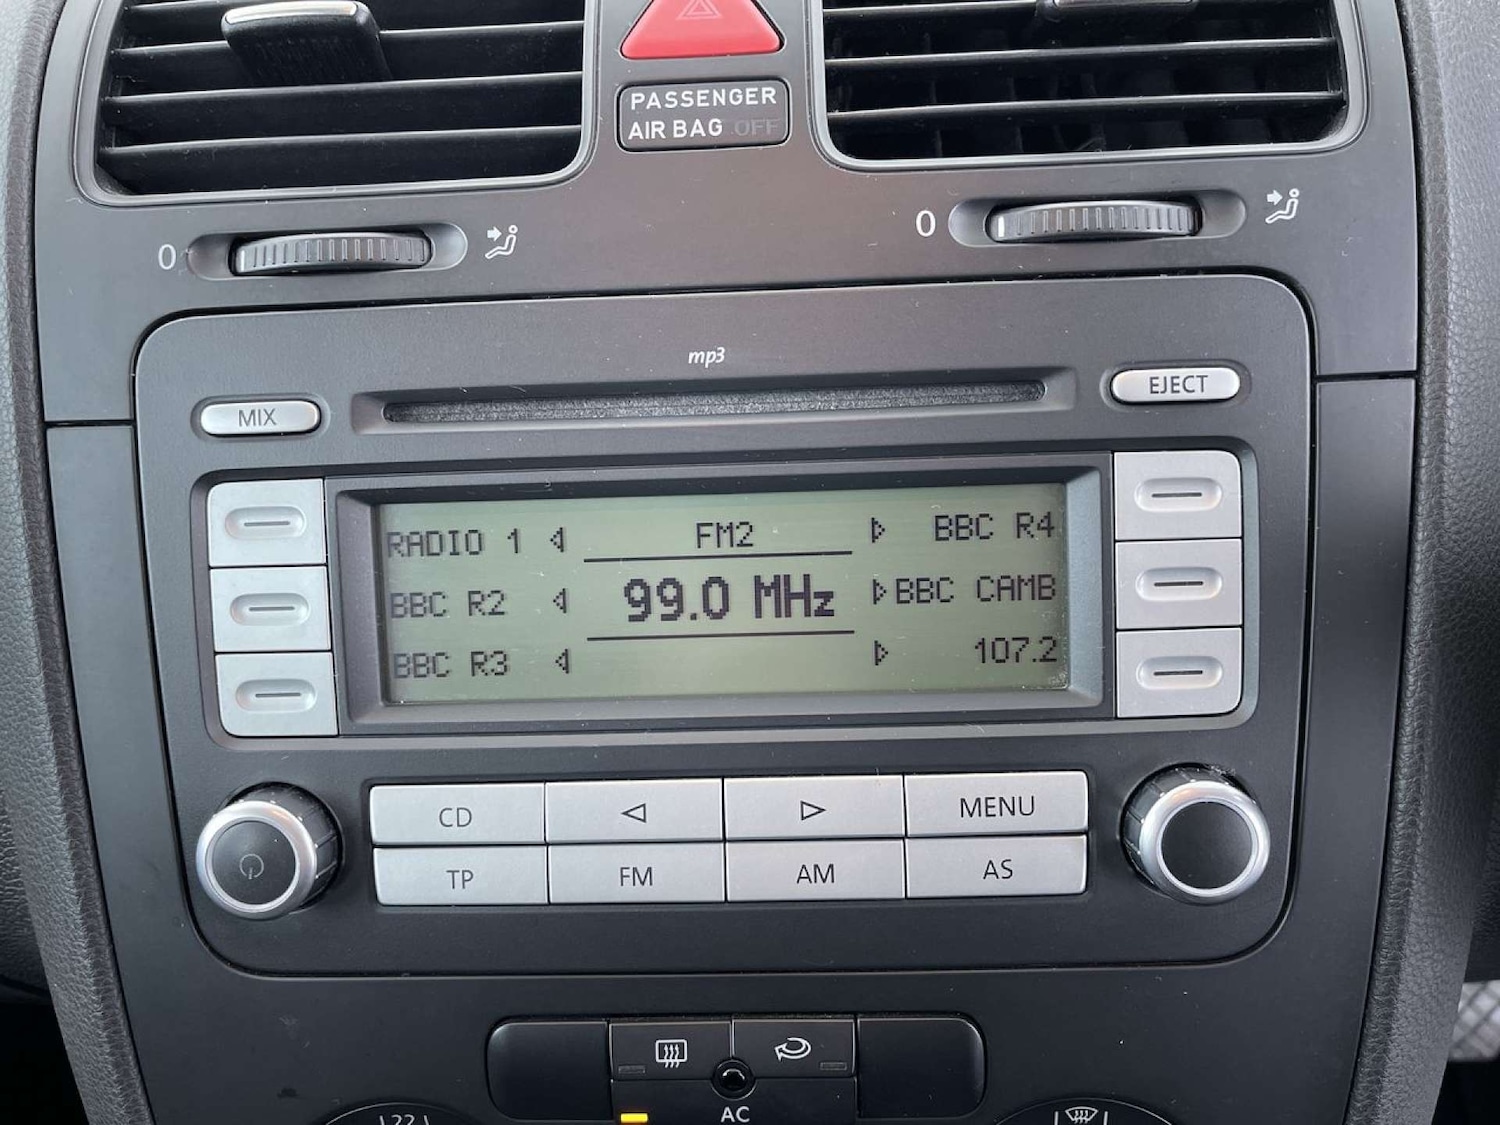 PASSENGER
AIR BAG OFF
0
0
mp3
MIX
EJECT
RADIO 1
FM2
BBC R4
BBC R2
99.0 MHz
BBC CAMB
BBC R3
107.2
CD
MENU
TP
FM
AM
AS
AC
22